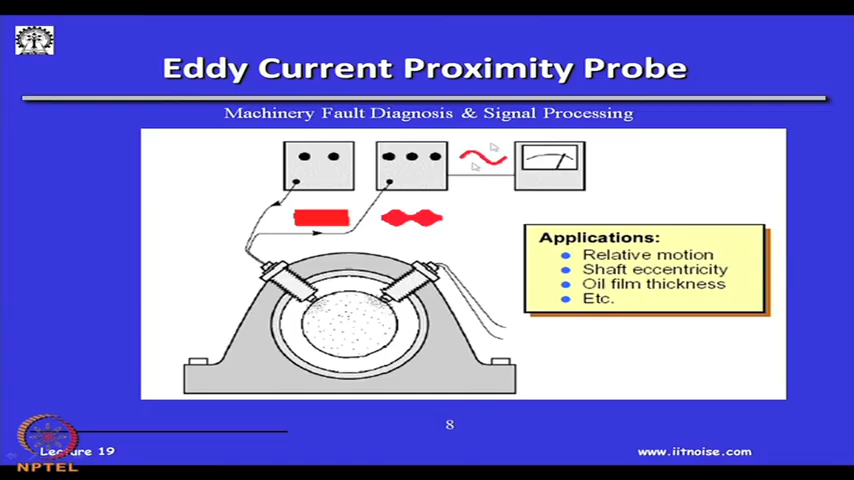 Eddy Current Proximity Probe
Machinery Fault Diagnosis & Signal Processing
Applications:
Relative motion
Shaft eccentricity
Oil film thickness
Etc.
8
Lecture 19
www.iitnoise.com
NPTEL